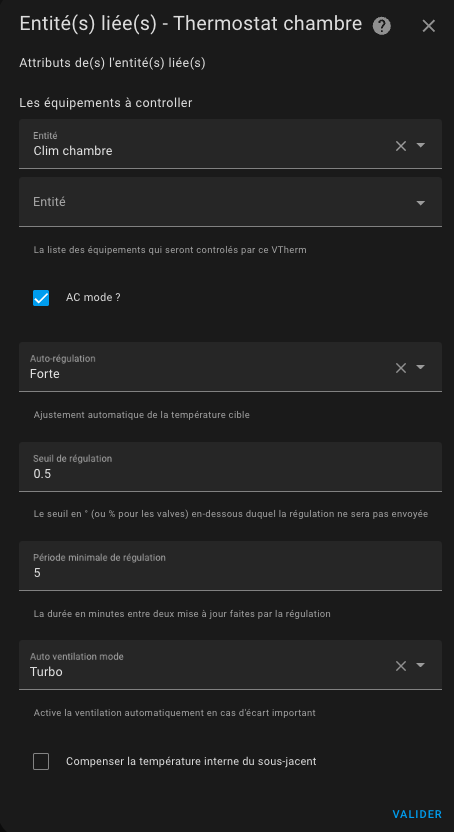 Entité(s) liée(s) - Thermostat chambre
Attributs de(s) l'entité(s) liée(s)
Les équipements à controller
Entité
Clim chambre
Entité
La liste des équipements qui seront controlés par ce VTherm
AC mode ?
Auto-régulation
Forte
Ajustement automatique de la température cible
Seuil de régulation
0.5
Le seuil en ° (ou % pour les valves) en-dessous duquel la régulation ne sera pas envoyée
Période minimale de régulation
5
La durée en minutes entre deux mise à jour faites par la régulation
Auto ventilation mode
Turbo
Active la ventilation automatiquement en cas d'écart important
Compenser la température interne du sous-jacent
VALIDER